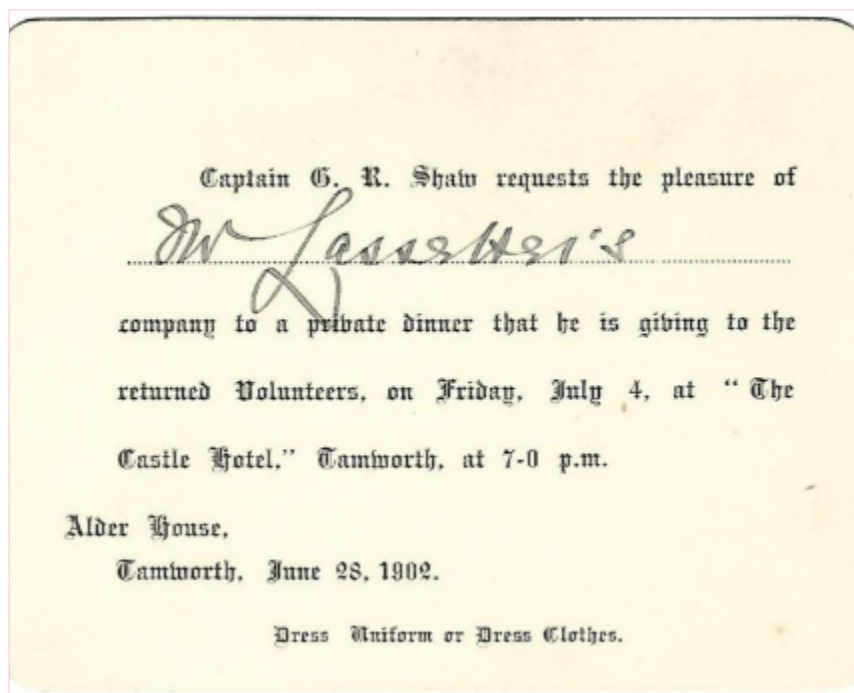 Captain G. R. Shaw requests the pleasure of
Mr
company to a private dinner that he is giving to the
returned Volunteers, on Friday, July 4, at “The
Castle Hotel,” Tamworth, at 7-0 p.m.
Alder House,
Tamworth, June 28, 1902.
Dress Uniform or Dress Clothes.